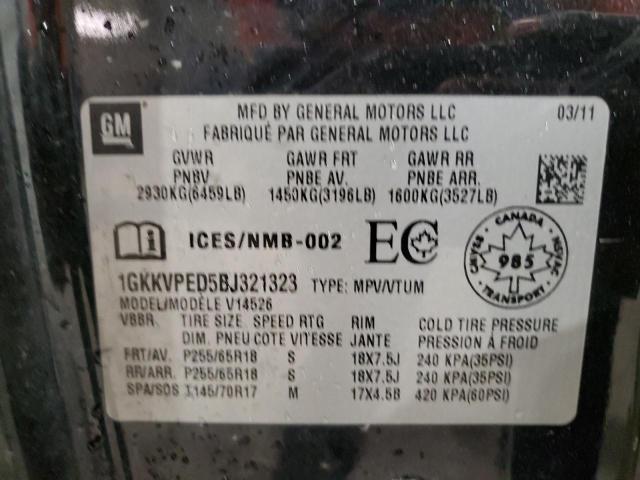 GM
MFD BY GENERAL MOTORS LLC 03/11
FABRIQUÉ PAR GENERAL MOTORS LLC
GVWR GAWR FRT GAWR RR
PNBV PNBE AV. PNBE ARR.
2930KG(6459LB) 1450KG(3196LB) 1600KG(3527LB)
ICES/NMB-002 EC
CANADA
985
TRANSPORT
1GKKVPED5BJ321323 TYPE: MPV/VTUM
MODEL/MODÈLE V14526
VBBR. TIRE SIZE SPEED RTG RIM COLD TIRE PRESSURE
DIM. PNEU COTE VITESSE JANTE PRESSION À FROID
FRT/AV. P255/65R18 S 18X7.5J 240 KPA(35PSI)
RR/ARR. P255/65R18 S 18X7.5J 240 KPA(35PSI)
SPA/SOS T145/70R17 M 17X4.5B 420 KPA(60PSI)